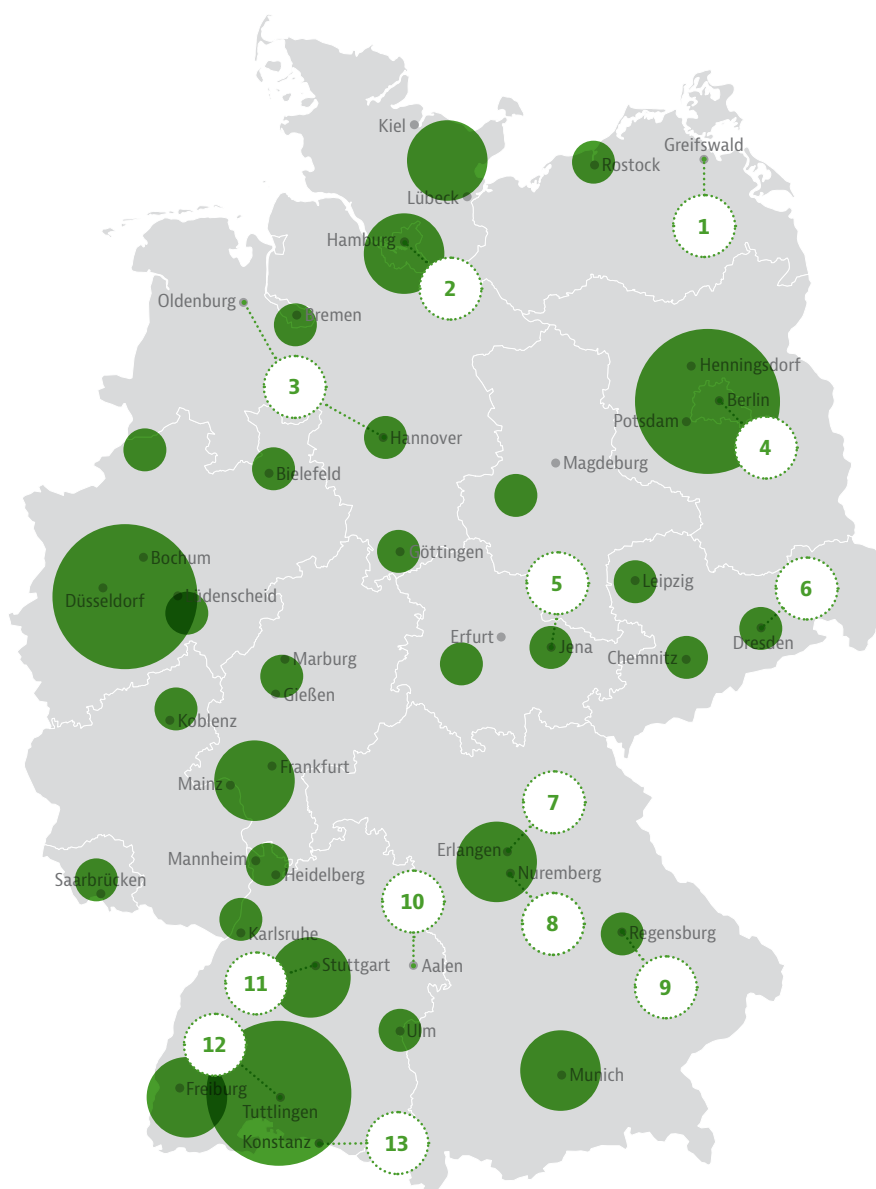 Kiel
Greifswald
Rostock
Lübeck
1
Hamburg
2
Oldenburg
Bremen
Henningsdorf
3
Berlin
Potsdam
Hannover
4
Magdeburg
Bielefeld
Göttingen
Bochum
5
Leipzig
6
Düsseldorf
Lüdenscheid
Erfurt
Jena
Dresden
Chemnitz
Marburg
Gießen
Koblenz
Frankfurt
Mainz
7
Erlangen
Mannheim
Nuremberg
Heidelberg
Saarbrücken
10
8
Karlsruhe
Regensburg
Stuttgart
Aalen
11
9
Ulm
12
Munich
Freiburg
Tuttlingen
Konstanz
13